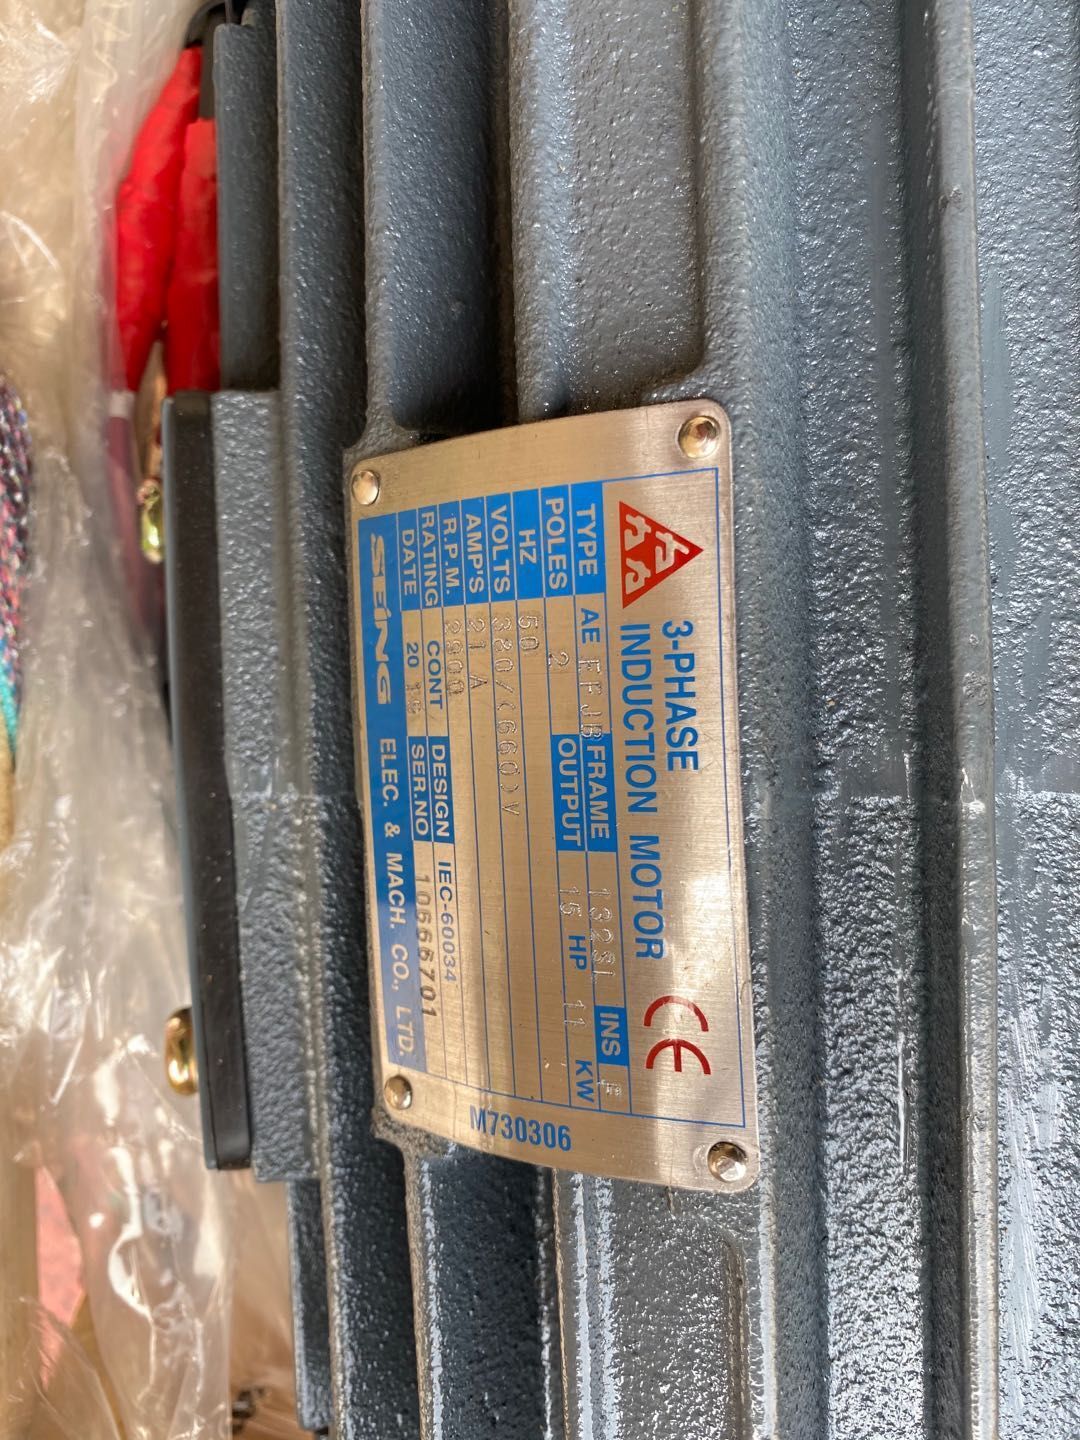 3-PHASE
INDUCTION MOTOR
CE
TYPE AE FRAME 132SL INS F
POLES 2 OUTPUT 15 HP 11 KW
HZ 50
VOLTS 380/(660)V
AMP'S 21 A
R.P.M. 2900
RATING CONT DESIGN IEC-60034
DATE 20 SER.NO 10666701
SEING ELEC. & MACH. CO., LTD.
M730306